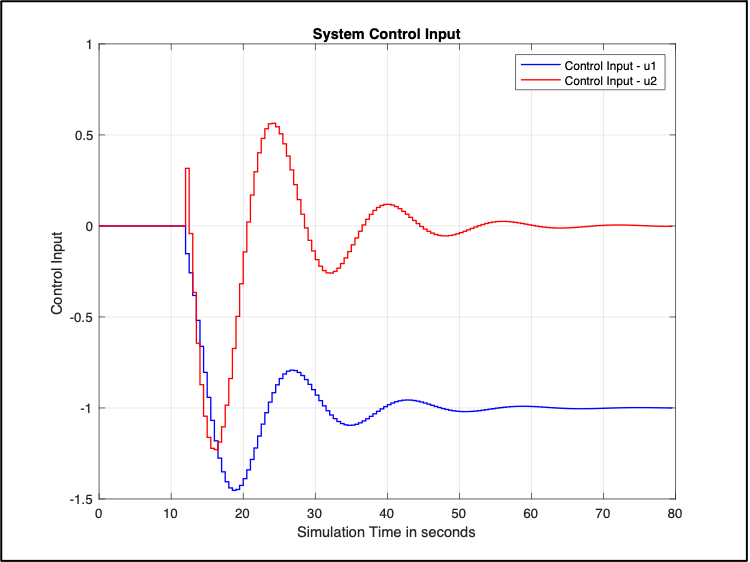 System Control Input
Control Input - u1
Control Input - u2
1
0.5
0
-0.5
-1
-1.5
Control Input
0 10 20 30 40 50 60 70 80
Simulation Time in seconds